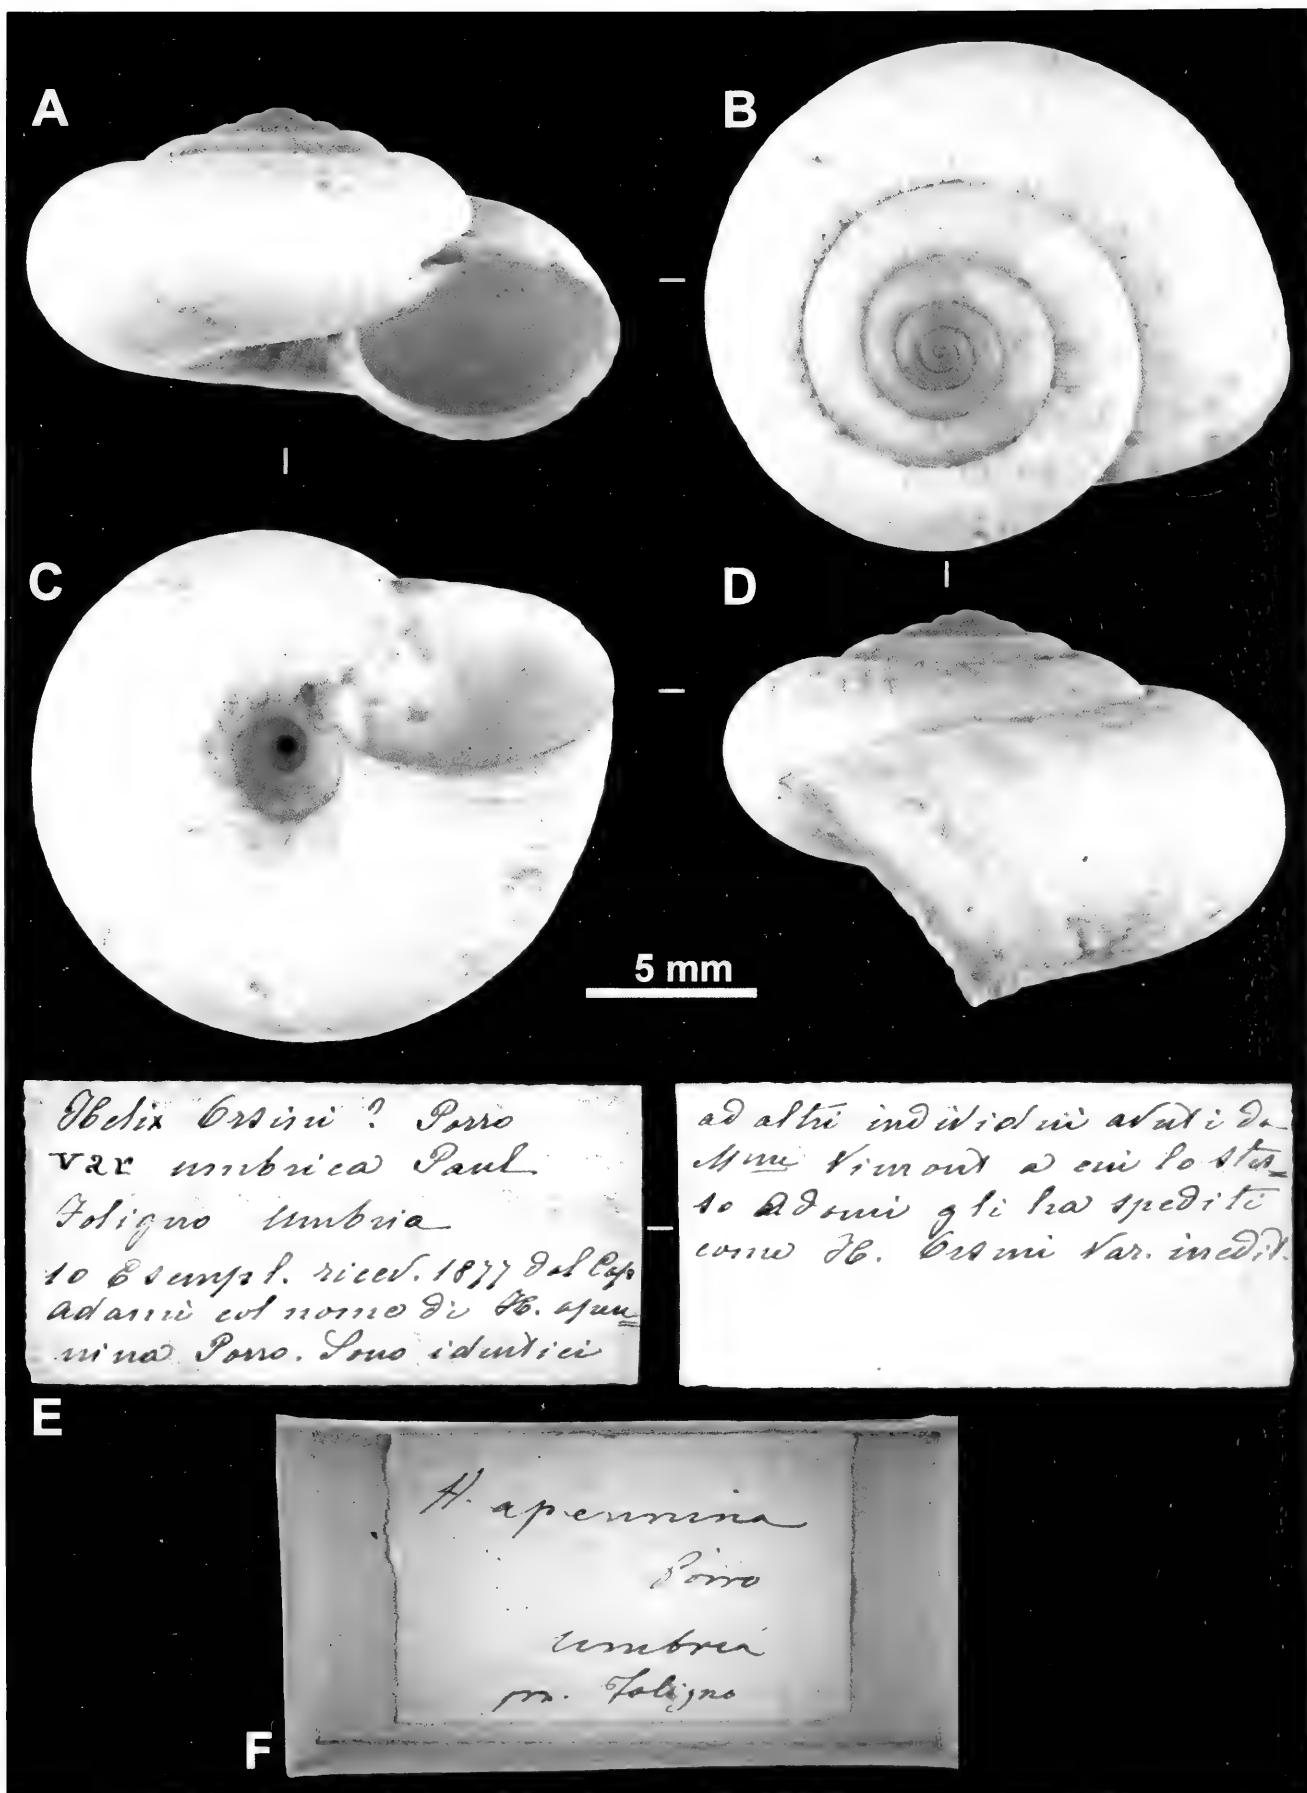 A
B
C
D
5 mm
Helix Orsini ? Porro
var umbrica Paul
Foligno Umbria
10 Esempl. ricev. 1877 dal Cap
Adami col nome di H. apen=
nina Porro. Sono identici
ad altri individui avuti da
Mme Vimont a cui lo stes=
so Adami gli ha spediti
come H. Orsini Var. inedit.
E
H. apennina
Porro
Umbria
pr. Foligno
F